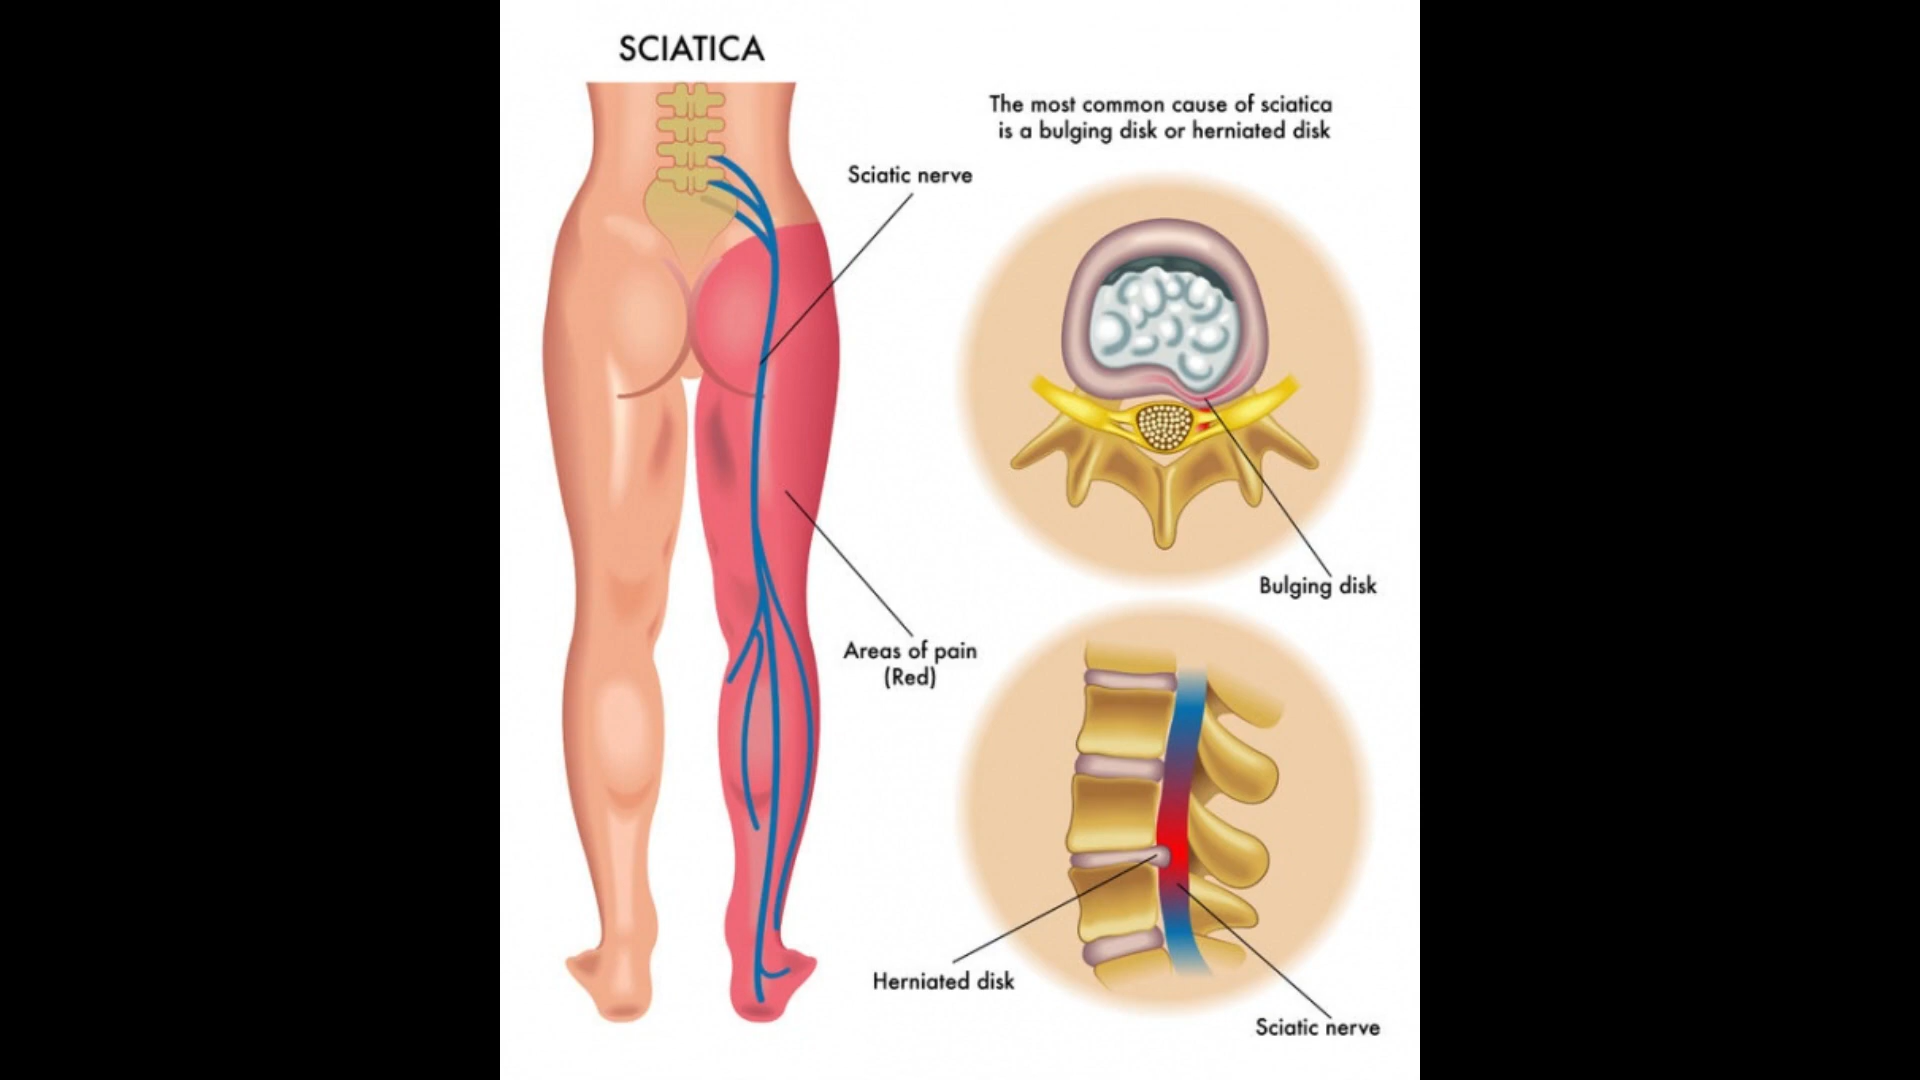 SCIATICA
The most common cause of sciatica
is a bulging disk or herniated disk
Sciatic nerve
Bulging disk
Areas of pain
(Red)
Herniated disk
Sciatic nerve